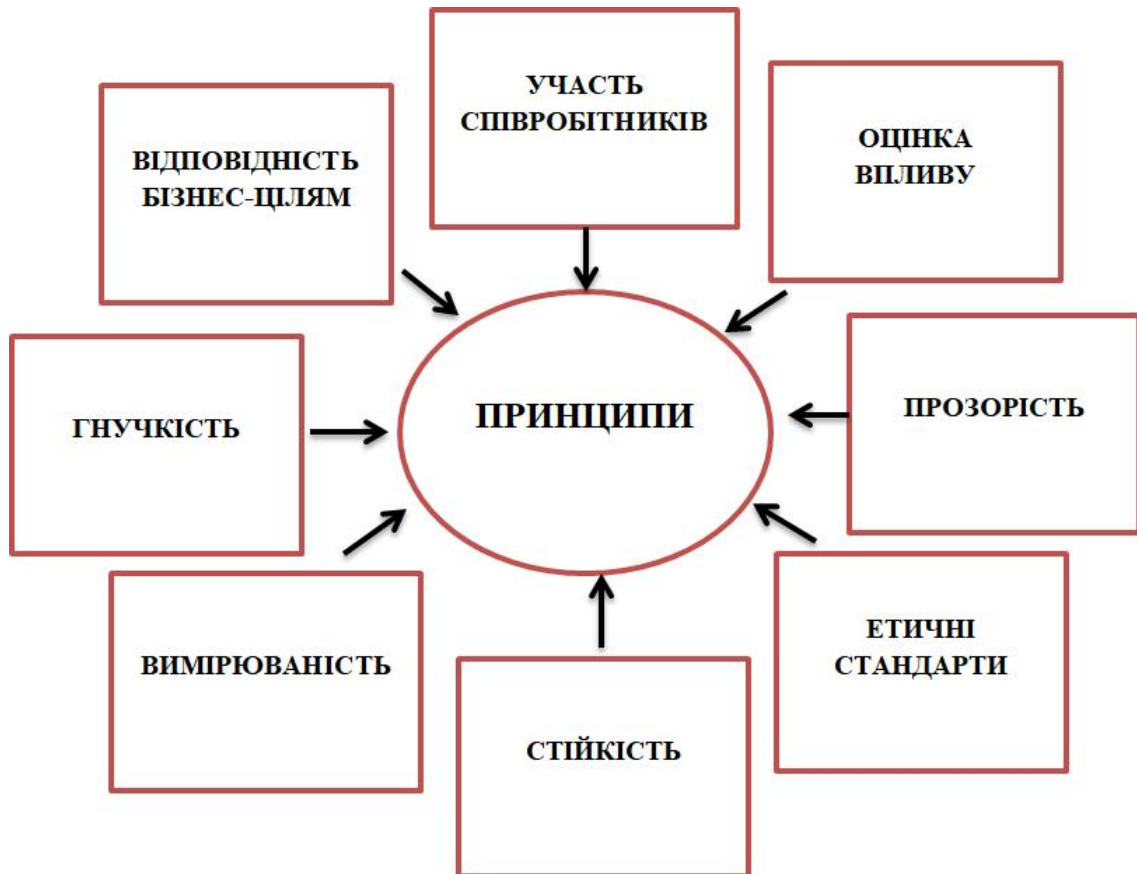 УЧАСТЬ
СПІВРОБІТНИКІВ
ОЦІНКА
ВПЛИВУ
ВІДПОВІДНІСТЬ
БІЗНЕС-ЦІЛЯМ
ПРИНЦИПИ
ПРОЗОРІСТЬ
ГНУЧКІСТЬ
ЕТИЧНІ
СТАНДАРТИ
ВИМІРЮВАНІСТЬ
СТІЙКІСТЬ